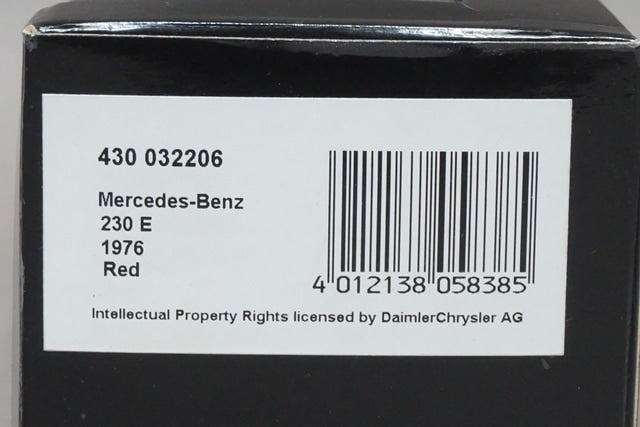 430 032206
Mercedes-Benz
230 E
1976
Red
4 012138 058385
Intellectual Property Rights licensed by DaimlerChrysler AG